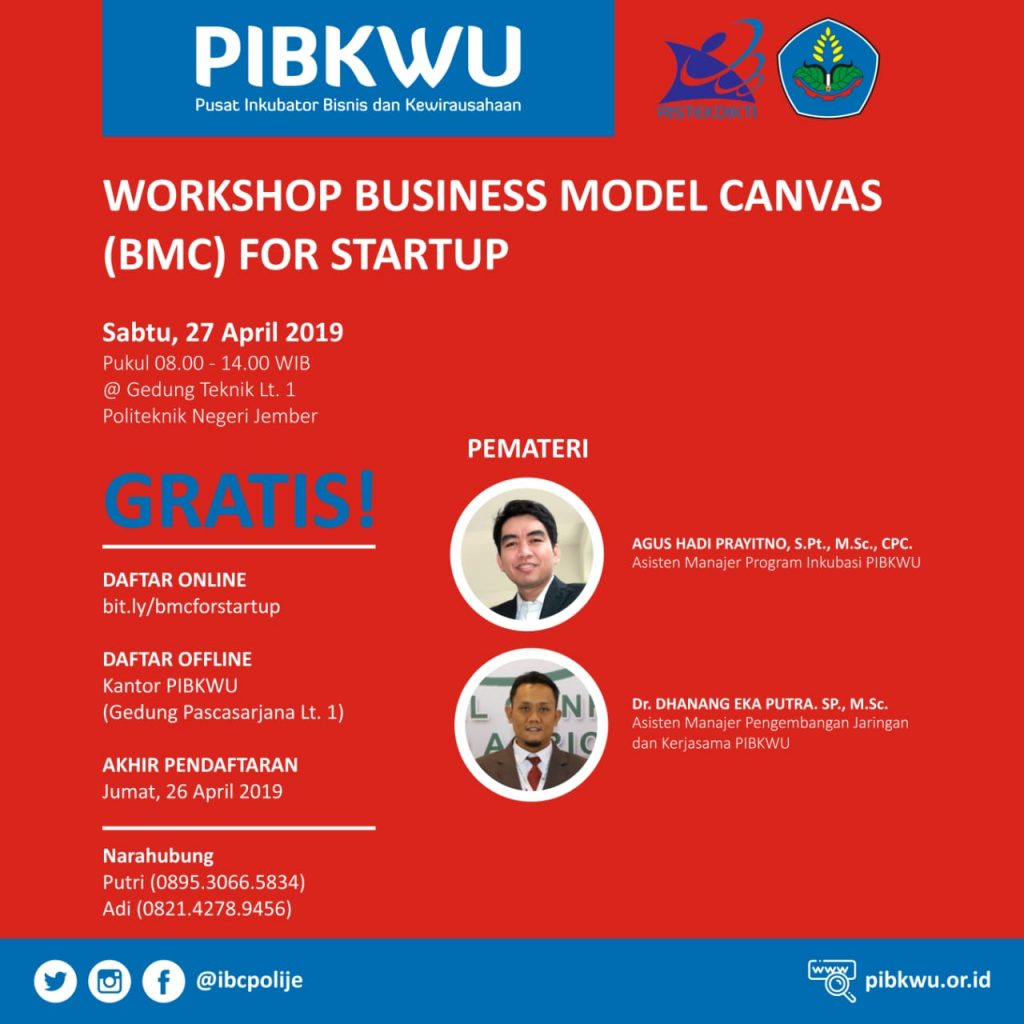 PIBKWU
Pusat Inkubator Bisnis dan Kewirausahaan
RISTEKDIKTI
WORKSHOP BUSINESS MODEL CANVAS
(BMC) FOR STARTUP
Sabtu, 27 April 2019
Pukul 08.00 - 14.00 WIB
@ Gedung Teknik Lt. 1
Politeknik Negeri Jember
GRATIS!
DAFTAR ONLINE
bit.ly/bmcforstartup
DAFTAR OFFLINE
Kantor PIBKWU
(Gedung Pascasarjana Lt. 1)
AKHIR PENDAFTARAN
Jumat, 26 April 2019
Narahubung
Putri (0895.3066.5834)
Adi (0821.4278.9456)
PEMATERI
AGUS HADI PRAYITNO, S.Pt., M.Sc., CPC.
Asisten Manajer Program Inkubasi PIBKWU
Dr. DHANANG EKA PUTRA. SP., M.Sc.
Asisten Manajer Pengembangan Jaringan
dan Kerjasama PIBKWU
@ibcpolije
www
pibkwu.or.id